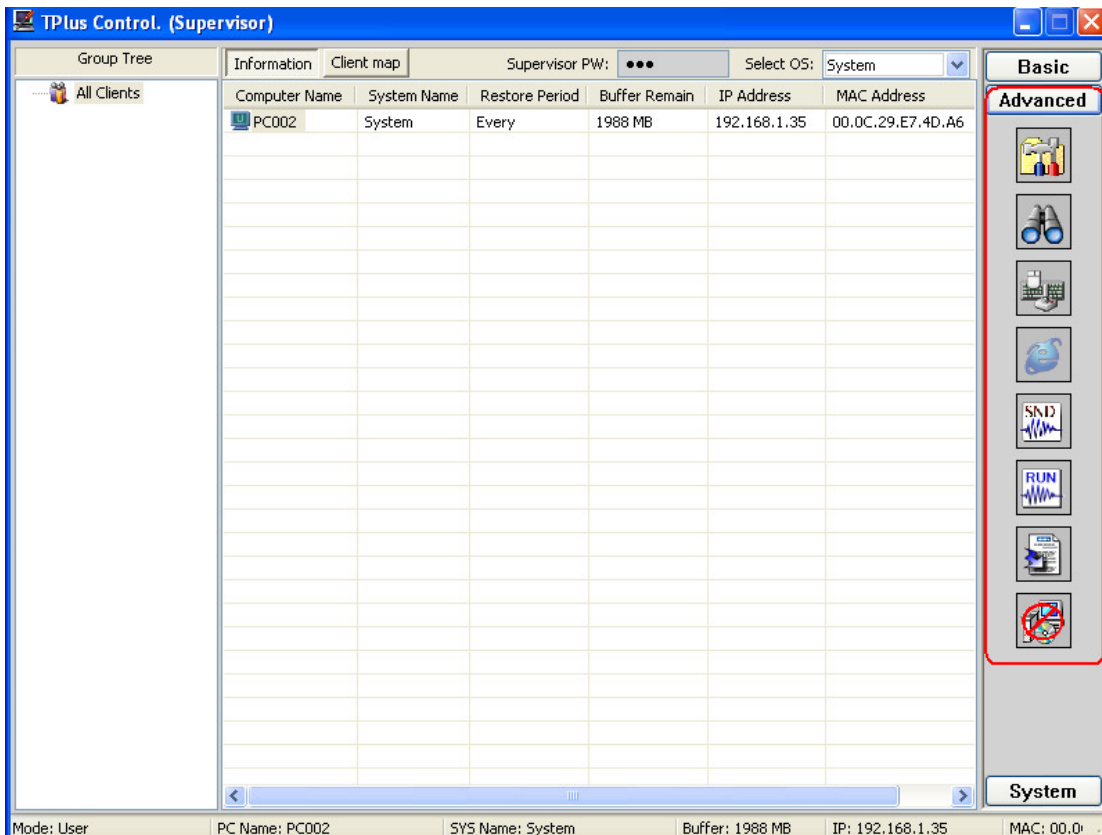 TPlus Control. (Supervisor)
Group Tree
Information Client map Supervisor PW: ●●● Select OS: System
Basic
All Clients
Computer Name System Name Restore Period Buffer Remain IP Address MAC Address
Advanced
PC002 System Every 1988 MB 192.168.1.35 00.0C.29.E7.4D.A6
SND
RUN
System
Mode: User PC Name: PC002 SYS Name: System Buffer: 1988 MB IP: 192.168.1.35 MAC: 00.0